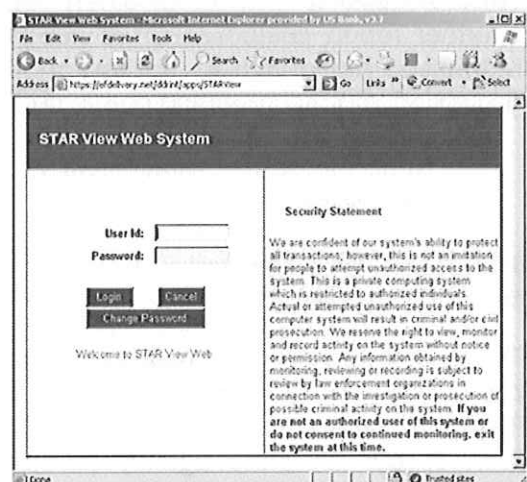 STAR View Web System - Microsoft Internet Explorer provided by US Bank, v3.7
File Edit View Favorites Tools Help
Back Search Favorites
Address https://efdelivery.net/ddrint/apps/STARView Go Links » Convert Select
STAR View Web System
User Id:
Password:
Login Cancel
Change Password
Welcome to STAR View Web
Security Statement
We are confident of our system's ability to protect
all transactions, however, this is not an invitation
for people to attempt unauthorized access to the
system. This is a private computing system
which is restricted to authorized individuals.
Actual or attempted unauthorized use of this
computer system will result in criminal and/or civil
prosecution. We reserve the right to view, monitor
and record activity on the system without notice
or permission. Any information obtained by
monitoring, reviewing or recording is subject to
review by law enforcement organizations in
connection with the investigation or prosecution of
possible criminal activity on the system. If you
are not an authorized user of this system or
do not consent to continued monitoring, exit
the system at this time.
Done Trusted sites